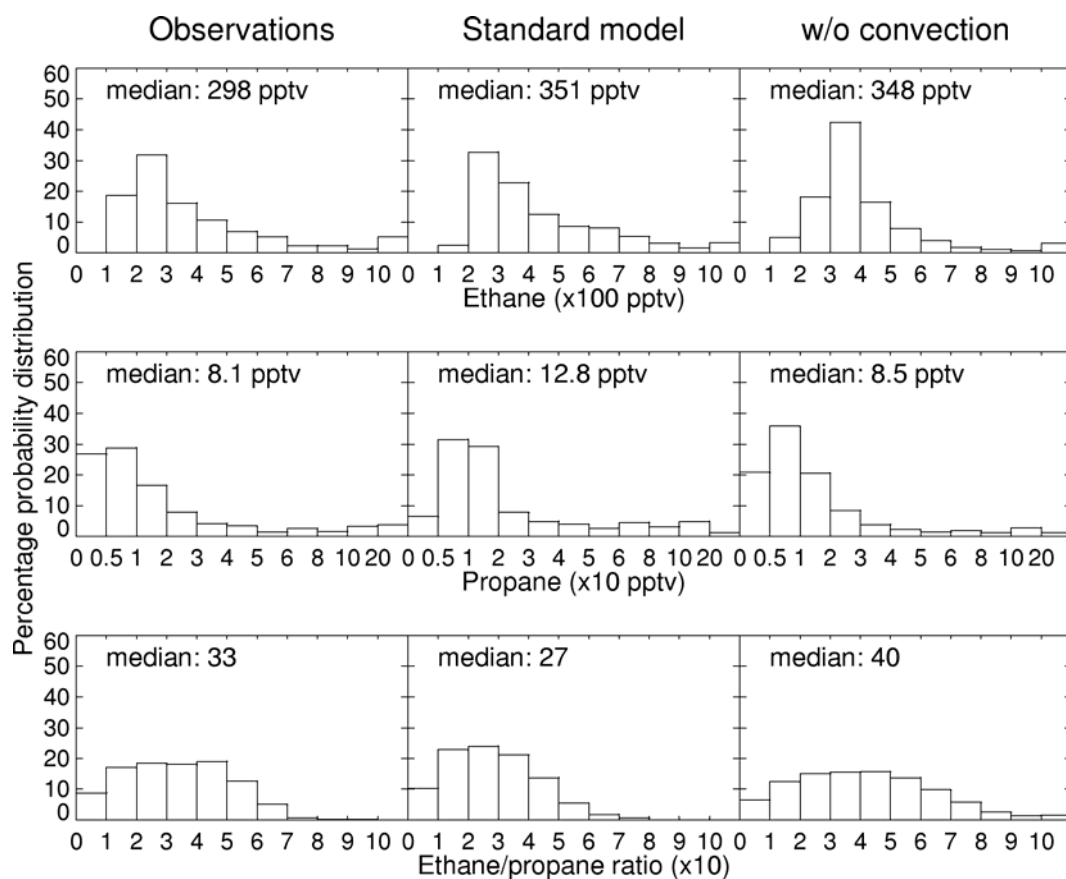 Observations Standard model w/o convection
Percentage probability distribution
60 median: 298 pptv median: 351 pptv median: 348 pptv
50
40
30
20
10
0
0 1 2 3 4 5 6 7 8 9 10 0 1 2 3 4 5 6 7 8 9 10 0 1 2 3 4 5 6 7 8 9 10
Ethane (x100 pptv)
60 median: 8.1 pptv median: 12.8 pptv median: 8.5 pptv
50
40
30
20
10
0
0 0.5 1 2 3 4 5 6 7 8 10 20 0 0.5 1 2 3 4 5 6 7 8 10 20 0 0.5 1 2 3 4 5 6 7 8 10 20
Propane (x10 pptv)
60 median: 33 median: 27 median: 40
50
40
30
20
10
0
0 1 2 3 4 5 6 7 8 9 10 0 1 2 3 4 5 6 7 8 9 10 0 1 2 3 4 5 6 7 8 9 10
Ethane/propane ratio (x10)